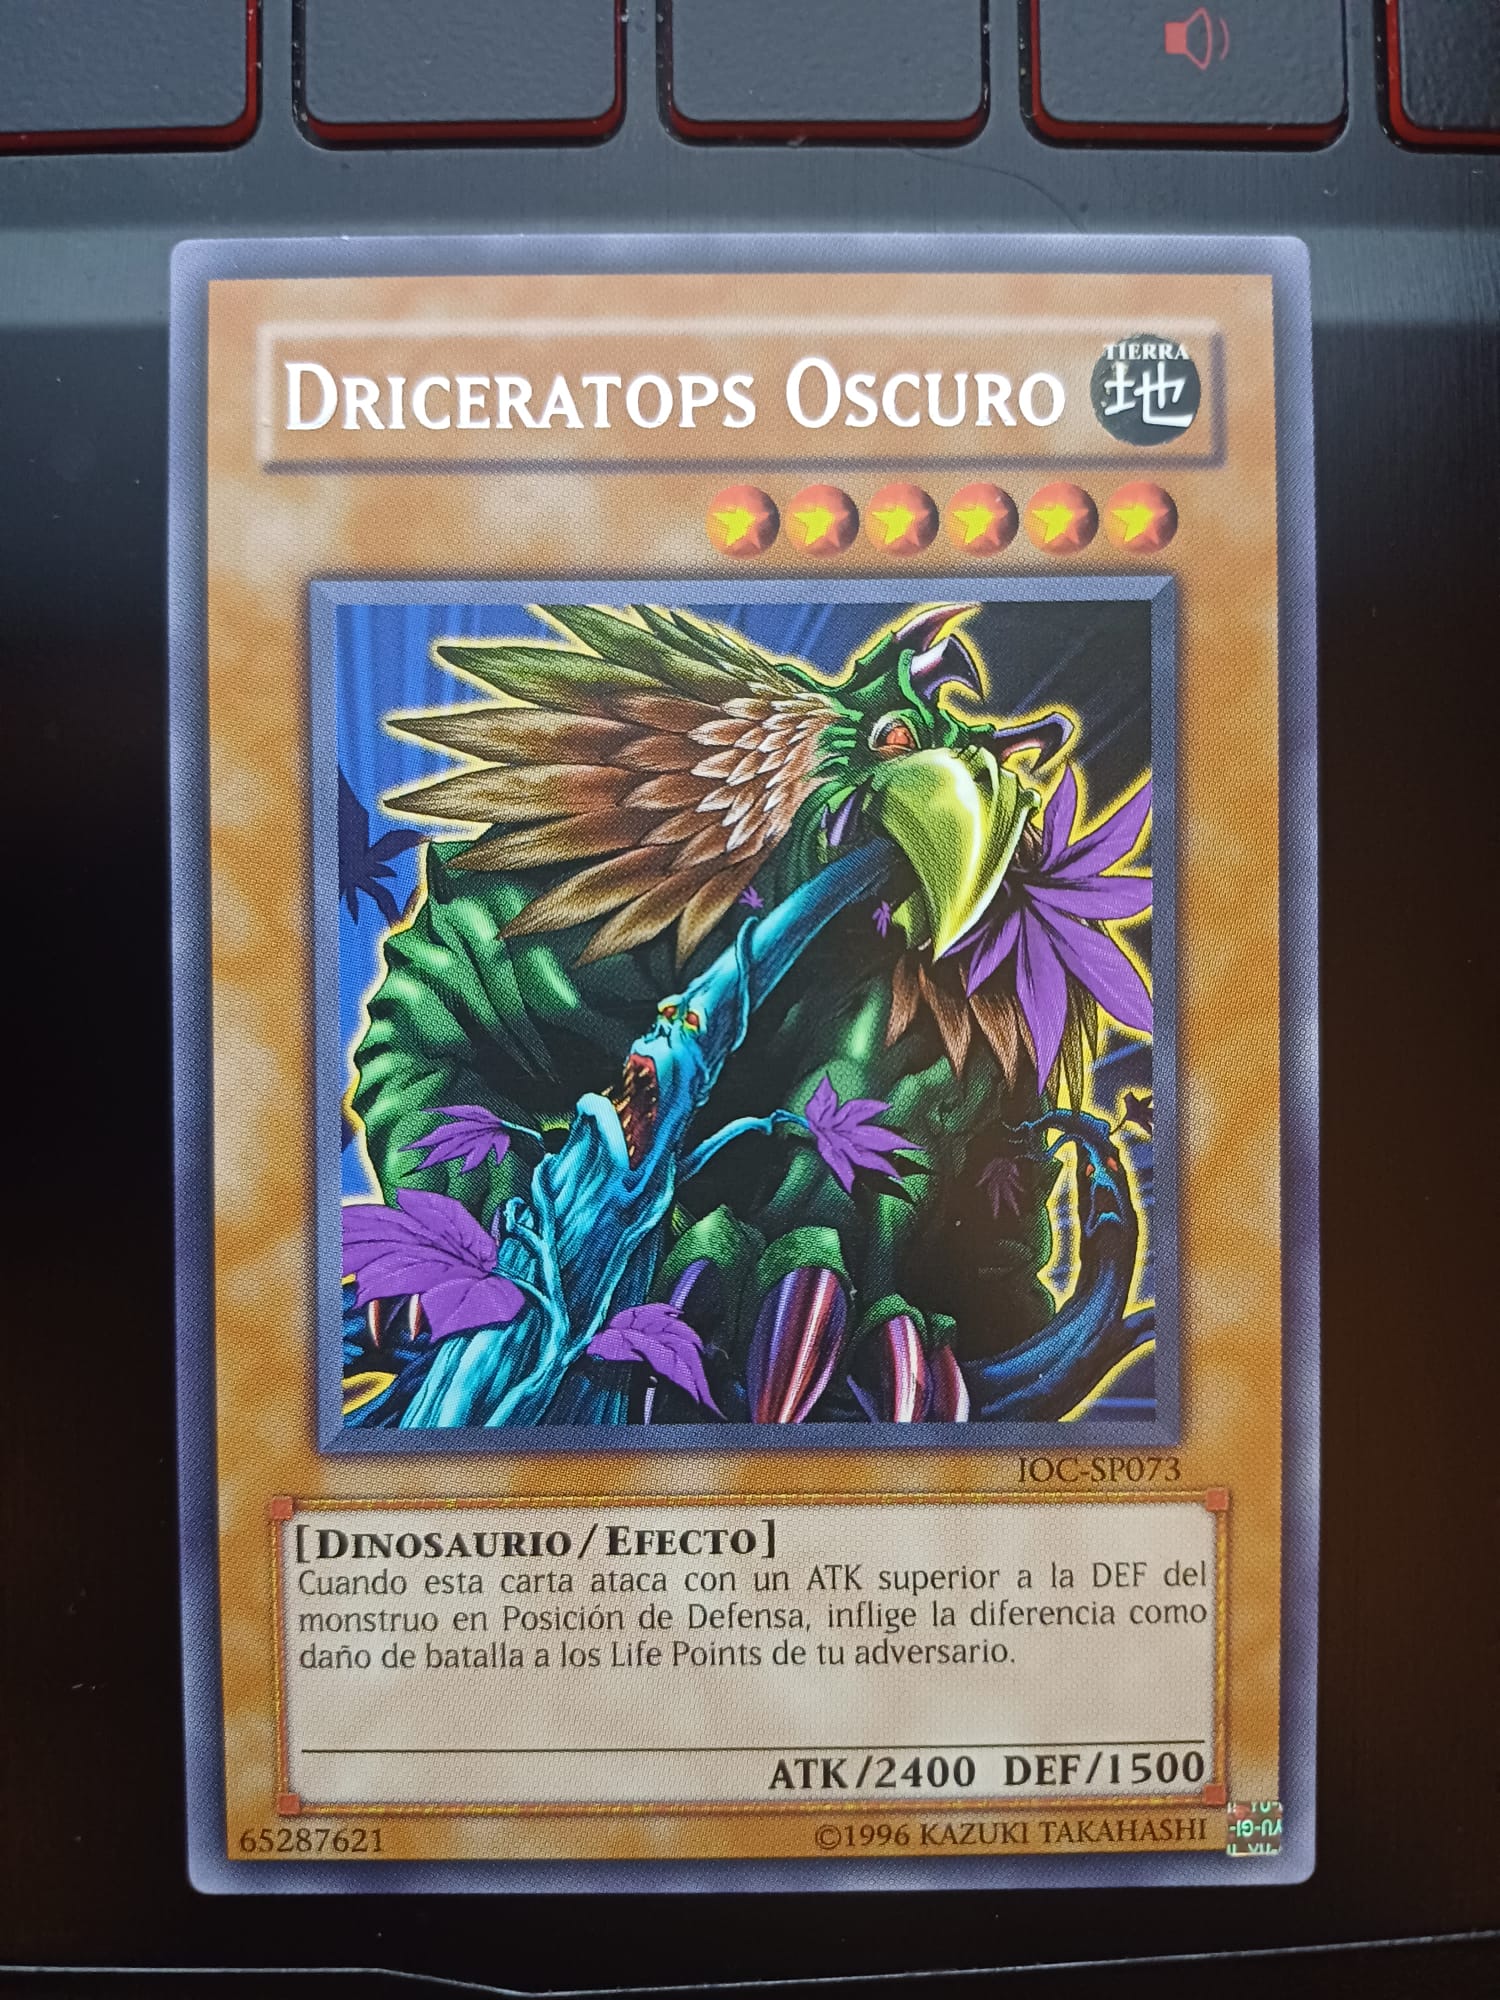 DRICERATOPS OSCURO
TIERRA
地
IOC-SP073
[DINOSAURIO/EFECTO]
Cuando esta carta ataca con un ATK superior a la DEF del
monstruo en Posición de Defensa, inflige la diferencia como
daño de batalla a los Life Points de tu adversario.
ATK/2400 DEF/1500
65287621
©1996 KAZUKI TAKAHASHI